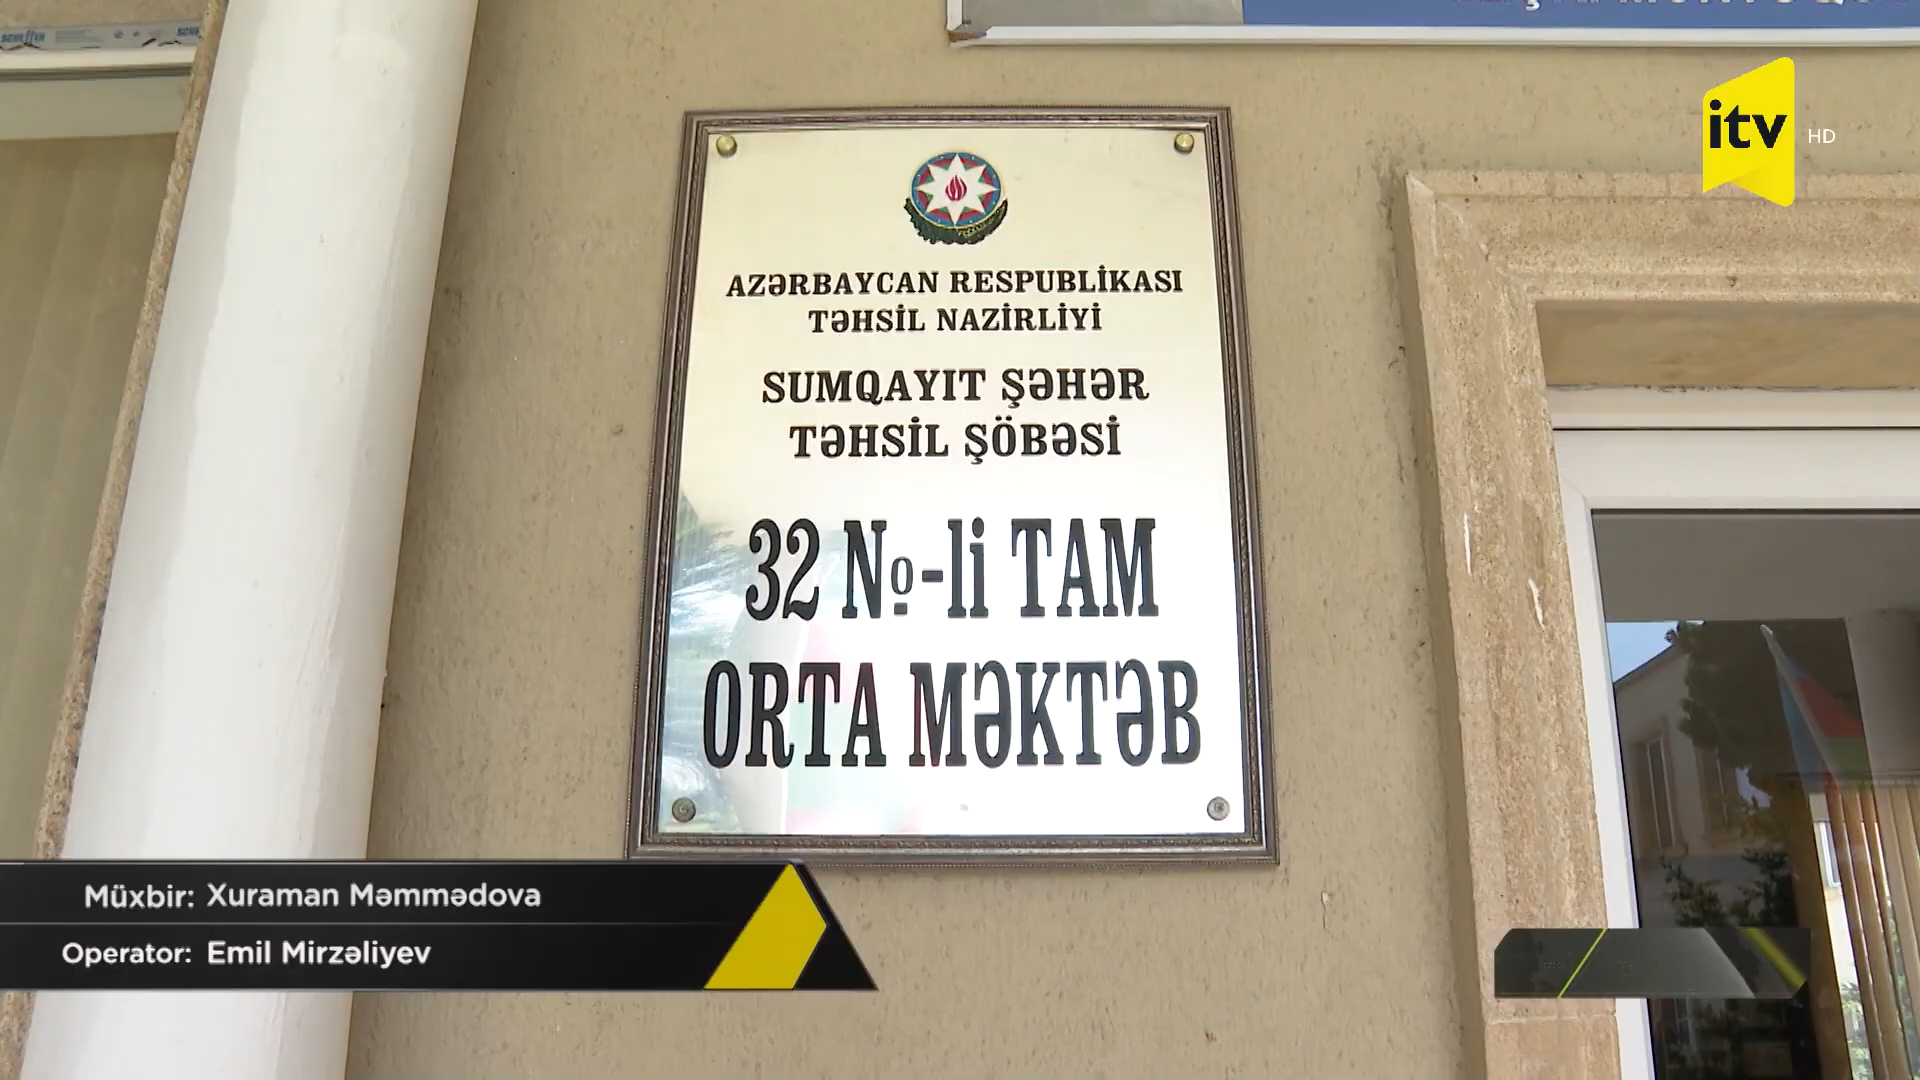 itv HD
AZƏRBAYCAN RESPUBLİKASI
TƏHSİL NAZİRLİYİ
SUMQAYIT ŞƏHƏR
TƏHSİL ŞÖBƏSİ
32 №-li TAM
ORTA MƏKTƏB
Müxbir: Xuraman Məmmədova
Operator: Emil Mirzəliyev